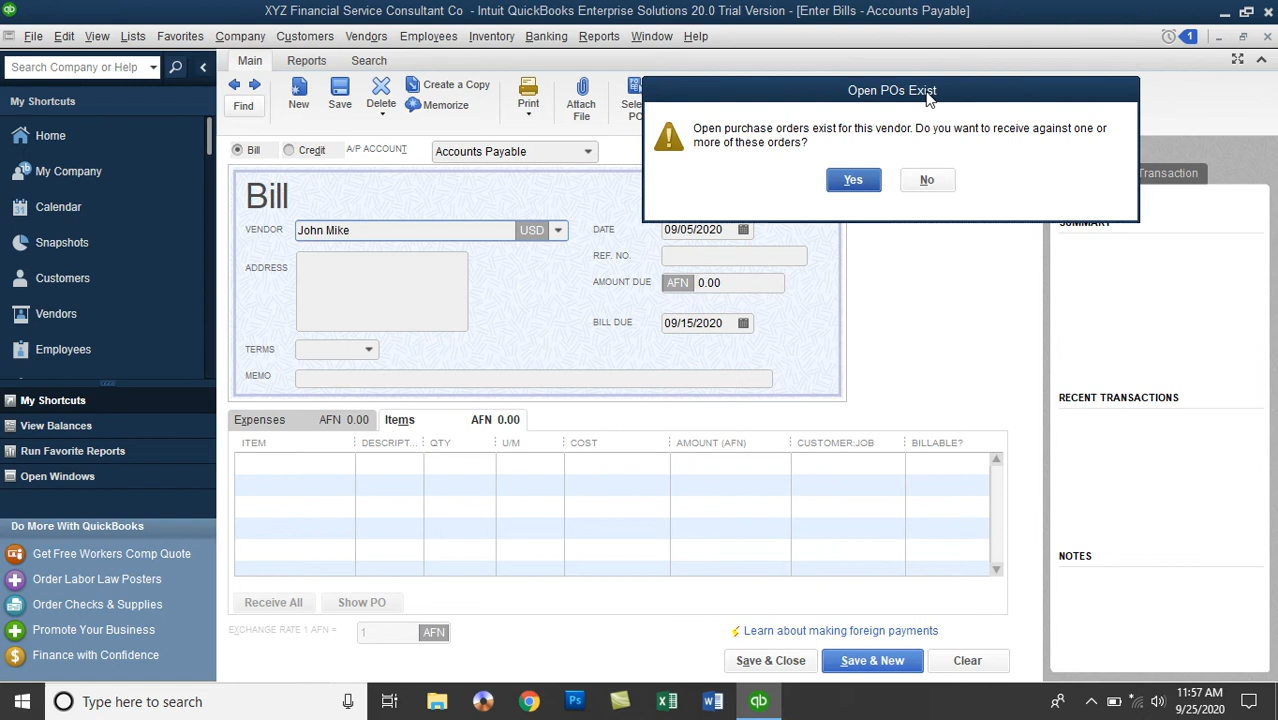 XYZ Financial Service Consultant Co - Intuit QuickBooks Enterprise Solutions 20.0 Trial Version - [Enter Bills - Accounts Payable]
File Edit View Lists Favorites Company Customers Vendors Employees Inventory Banking Reports Window Help
1
Search Company or Help
My Shortcuts
Home
My Company
Calendar
Snapshots
Customers
Vendors
Employees
My Shortcuts
View Balances
Run Favorite Reports
Open Windows
Do More With QuickBooks
Get Free Workers Comp Quote
Order Labor Law Posters
Order Checks & Supplies
Promote Your Business
Finance with Confidence
Main Reports Search
Find
New
Save
Delete
Create a Copy
Memorize
Print
Attach
File
Bill Credit A/P ACCOUNT Accounts Payable
Open POs Exist
Open purchase orders exist for this vendor. Do you want to receive against one or
more of these orders?
Yes No
Transaction
Bill
VENDOR John Mike USD
ADDRESS
TERMS
MEMO
DATE 09/05/2020
REF. NO.
AMOUNT DUE AFN 0.00
BILL DUE 09/15/2020
SUMMARY
RECENT TRANSACTIONS
NOTES
Expenses AFN 0.00 Items AFN 0.00
ITEM DESCRIPT... QTY U/M COST AMOUNT (AFN) CUSTOMER:JOB BILLABLE?
Receive All Show PO
EXCHANGE RATE 1 AFN = 1 AFN
Learn about making foreign payments
Save & Close Save & New Clear
Type here to search
11:57 AM
9/25/2020